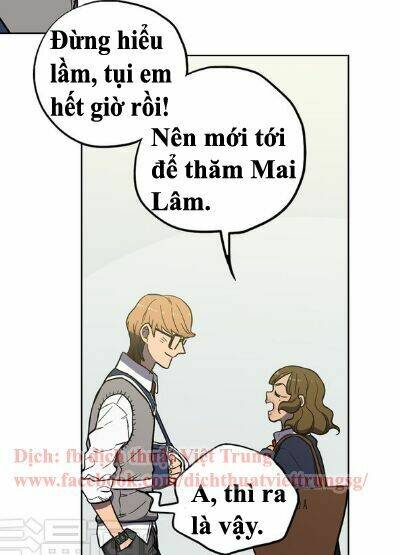 Đừng hiểu
lầm, tụi em
hết giờ rồi!
Nên mới tới
để thăm Mai
Lâm.
Dịch: fb dịch thuật Việt Trung
www.facebook.com/dichthuatviettrungsg/
A, thì ra
là vậy.